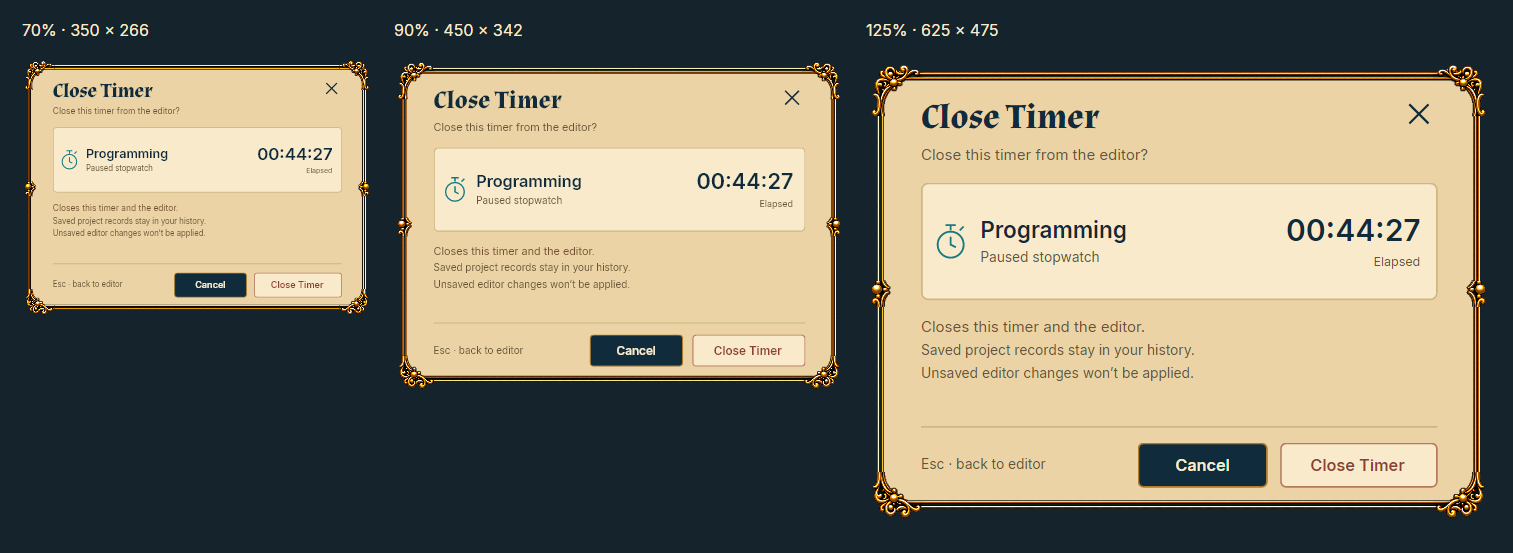 70% · 350 × 266
Close Timer
Close this timer from the editor?
Programming
00:44:27
Paused stopwatch
Elapsed
Closes this timer and the editor.
Saved project records stay in your history.
Unsaved editor changes won't be applied.
Esc · back to editor
Cancel
Close Timer
90% · 450 × 342
Close Timer
Close this timer from the editor?
Programming
00:44:27
Paused stopwatch
Elapsed
Closes this timer and the editor.
Saved project records stay in your history.
Unsaved editor changes won’t be applied.
Esc · back to editor
Cancel
Close Timer
125% · 625 × 475
Close Timer
Close this timer from the editor?
Programming
00:44:27
Paused stopwatch
Elapsed
Closes this timer and the editor.
Saved project records stay in your history.
Unsaved editor changes won’t be applied.
Esc · back to editor
Cancel
Close Timer